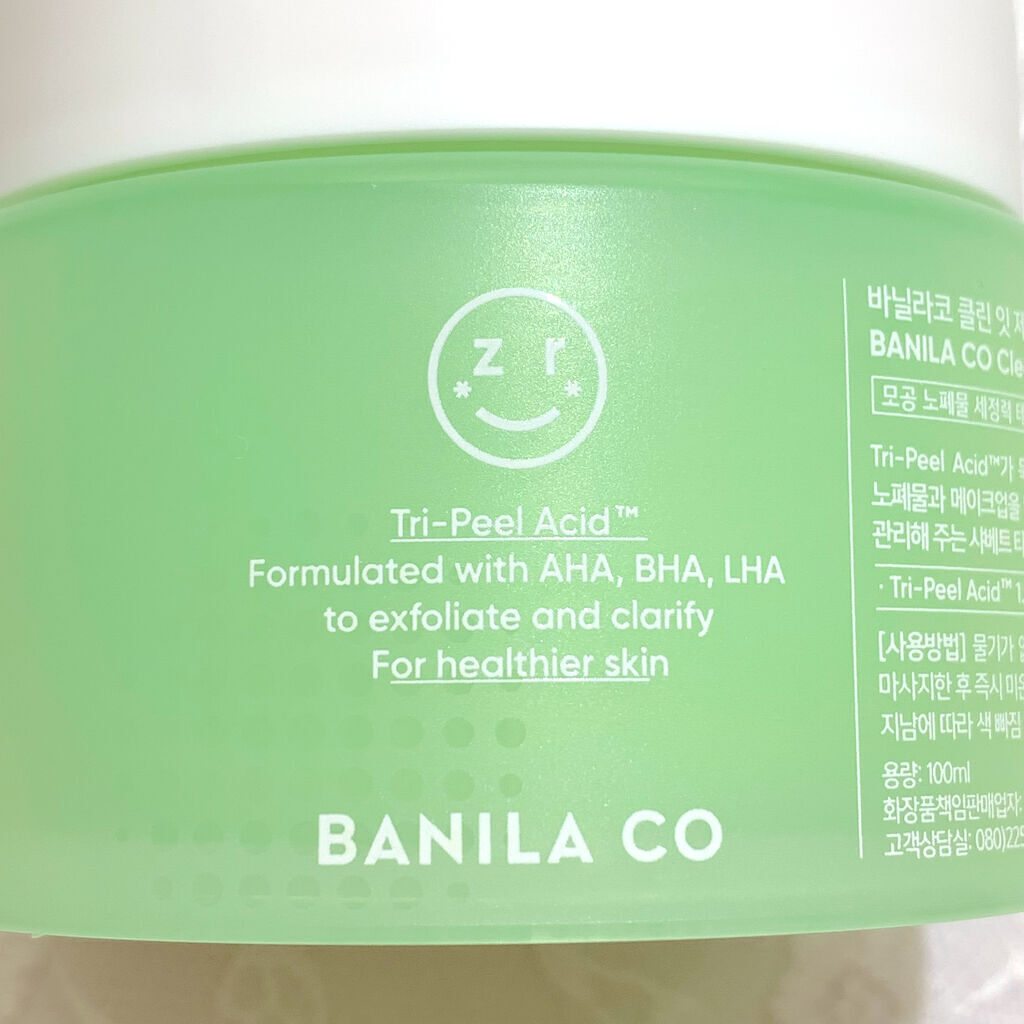 z r
Tri-Peel Acid™
Formulated with AHA, BHA, LHA
to exfoliate and clarify
For healthier skin
BANILA CO
바닐라코 클린 잇
BANILA CO
모공 노폐물 세정력
Tri-Peel Acid™가
노폐물과 메이크업을
관리해 주는 샤베트
· Tri-Peel Acid™
[사용방법] 물기가
마사지한 후 즉시
지남에 따라 색 빠짐
용량: 100ml
화장품책임판매업자:
고객상담실: 080)225